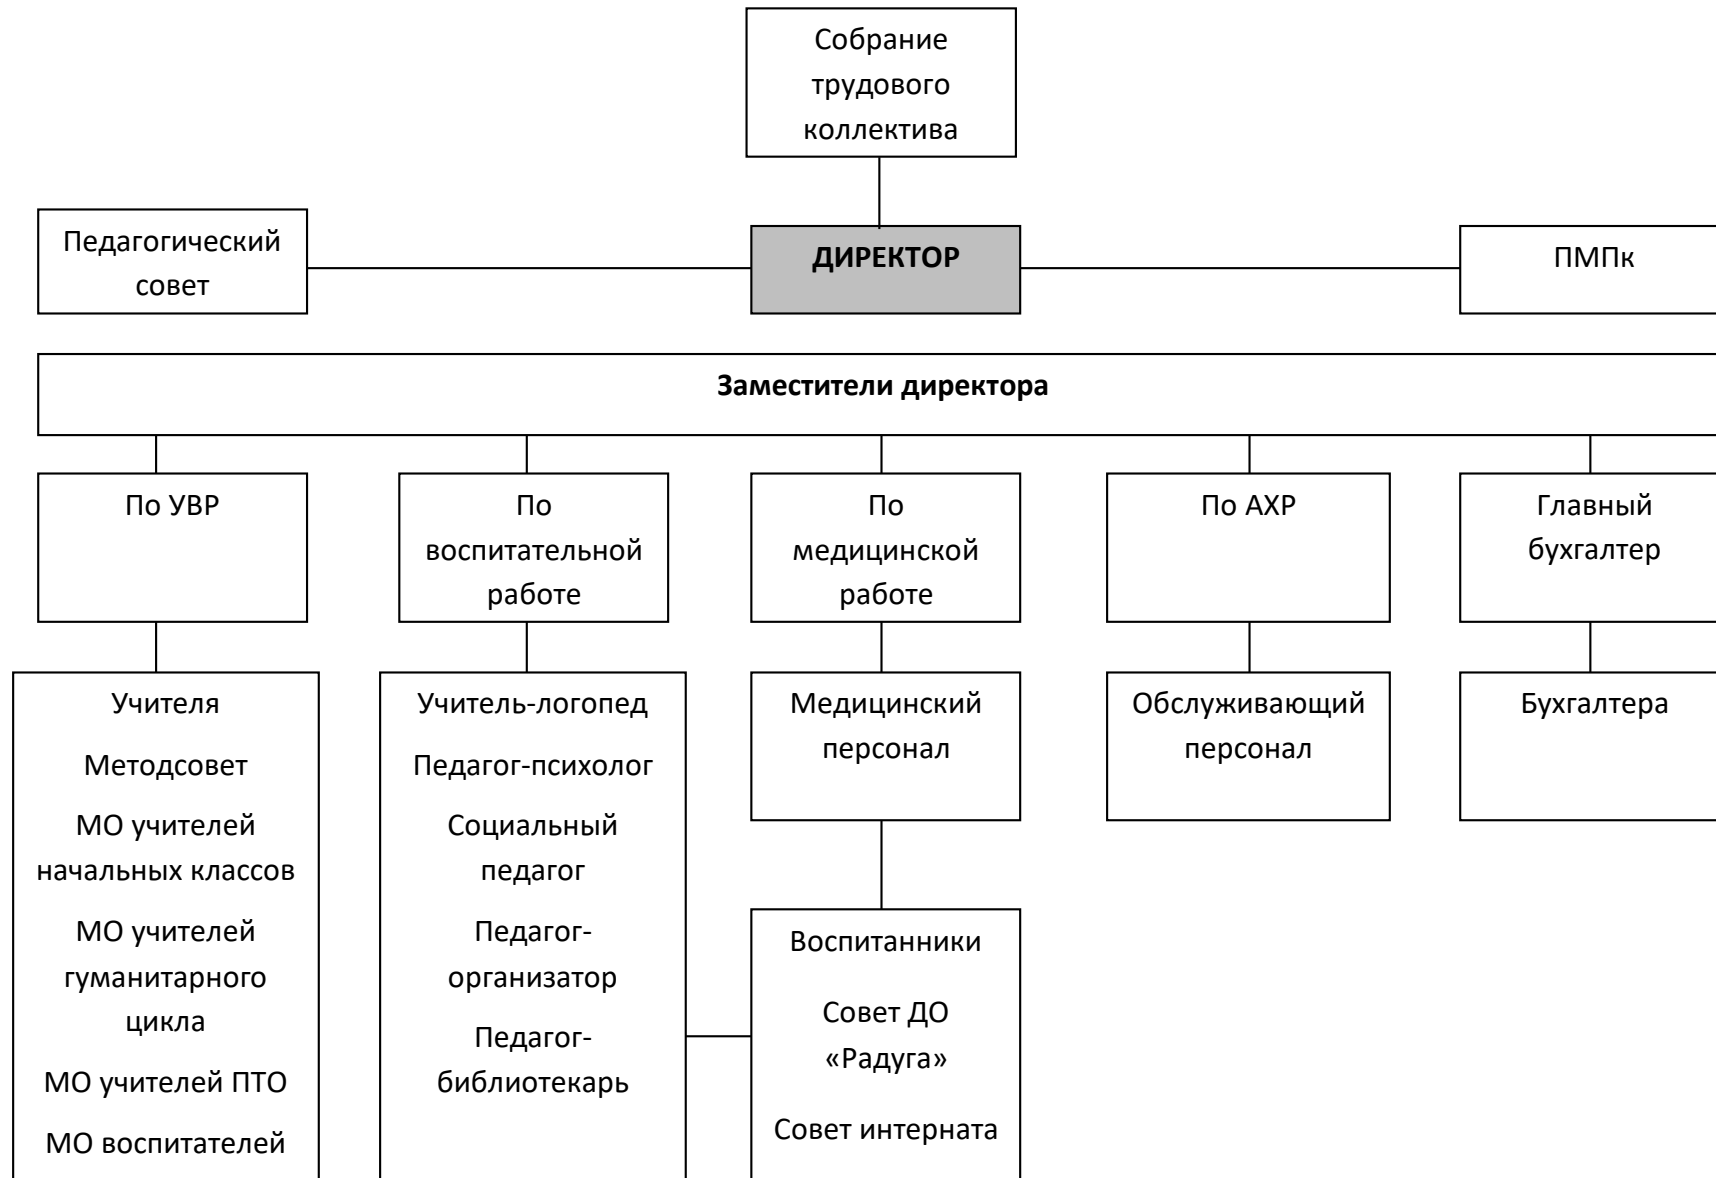 Собрание
трудового
коллектива
Педагогический
совет
ДИРЕКТОР
ПМПк
Заместители директора
По УВР
По
воспитательной
работе
По
медицинской
работе
По АХР
Главный
бухгалтер
Учителя
Методсовет
МО учителей
начальных классов
МО учителей
гуманитарного
цикла
МО учителей ПТО
МО воспитателей
Учитель-логопед
Педагог-психолог
Социальный
педагог
Педагог-
организатор
Педагог-
библиотекарь
Медицинский
персонал
Воспитанники
Совет ДО
«Радуга»
Совет интерната
Обслуживающий
персонал
Бухгалтера